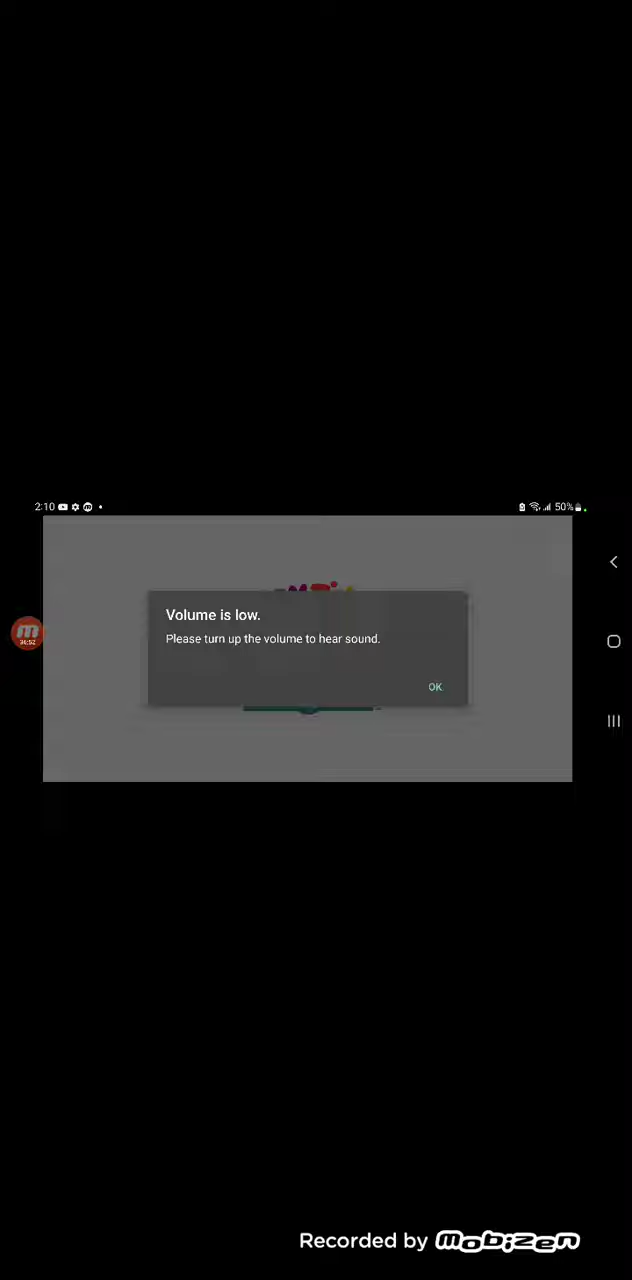 2:10
50%
Volume is low.
Please turn up the volume to hear sound.
OK
Recorded by mobizen